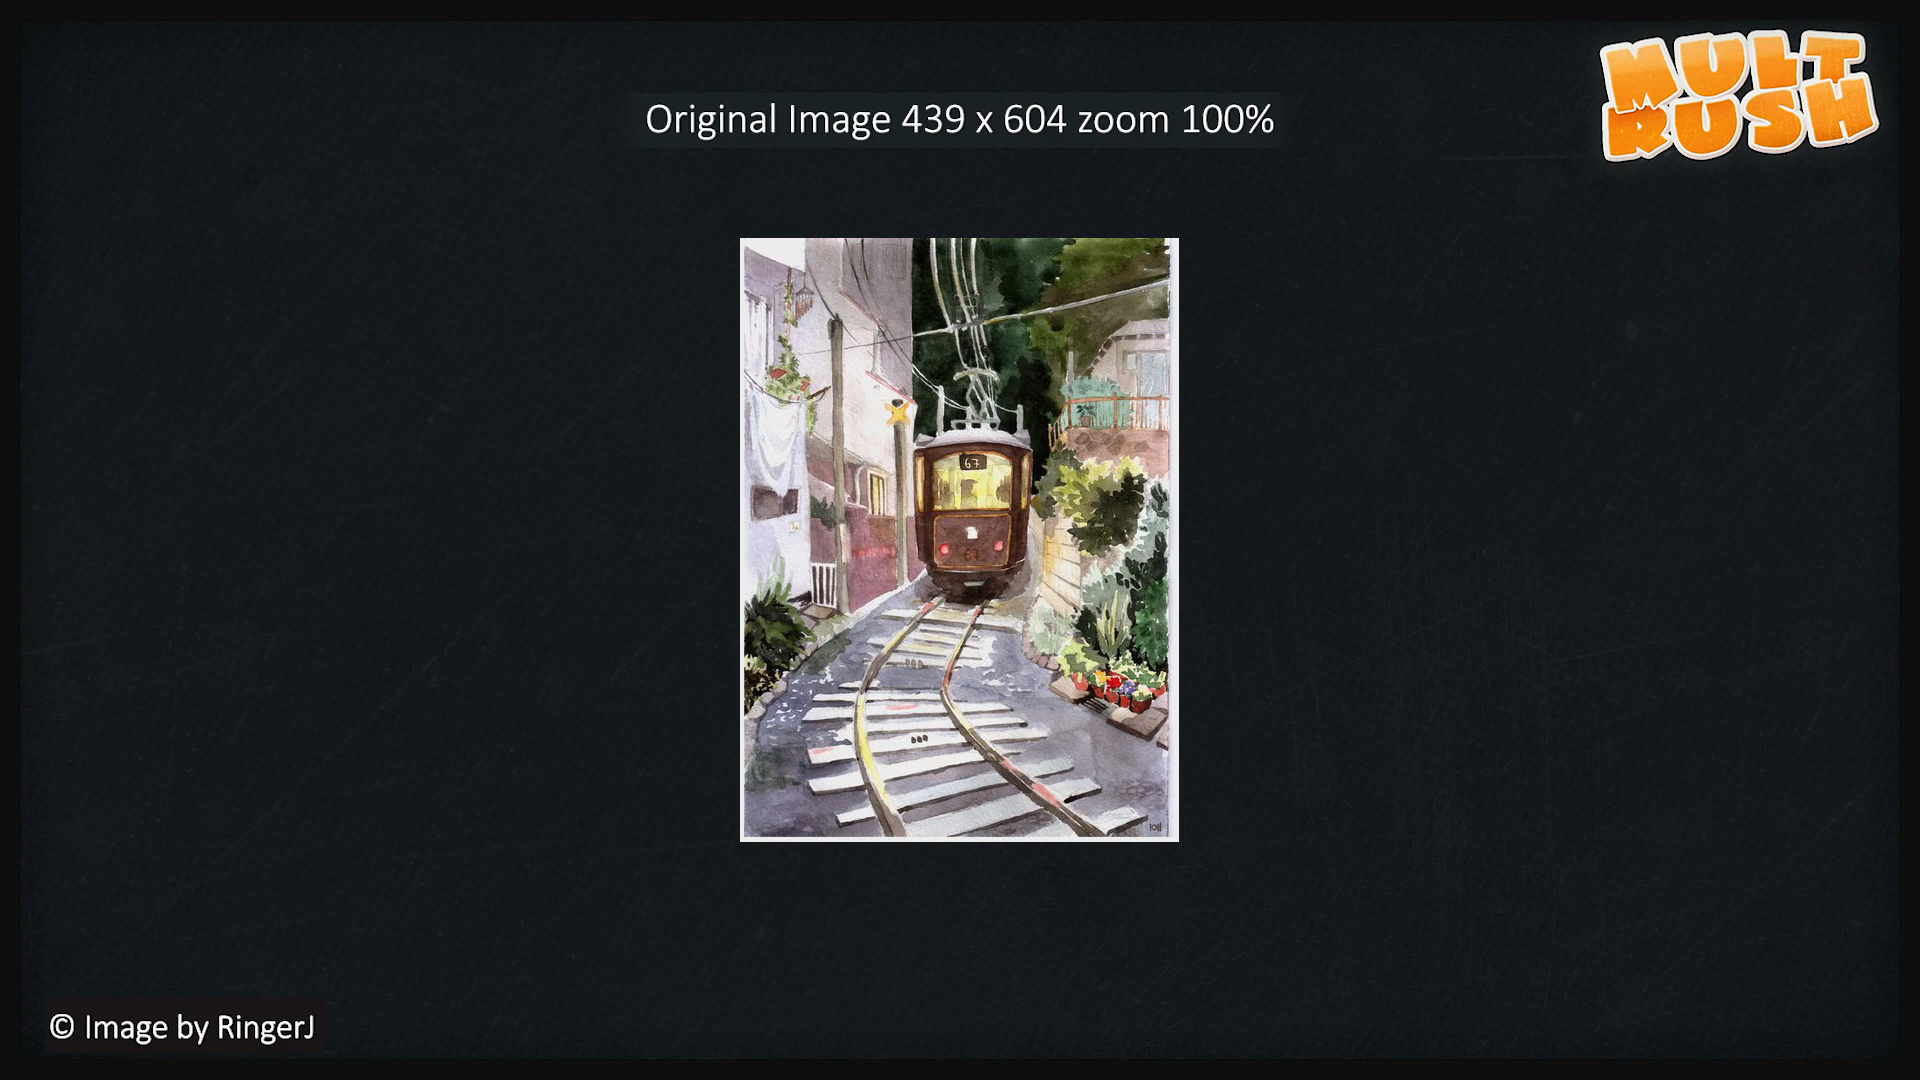 Original Image 439 x 604 zoom 100%
MULT
RUSH
67
67
© Image by RingerJ